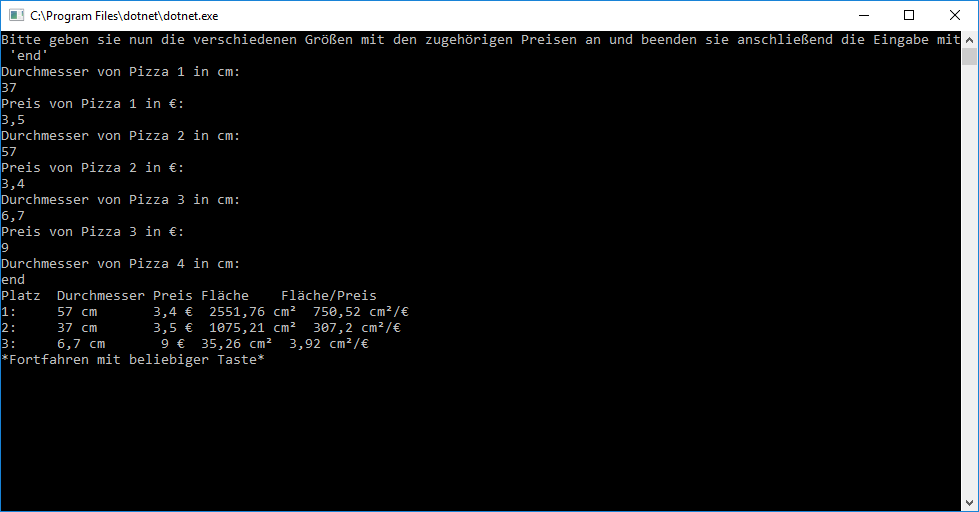 C:\Program Files\dotnet\dotnet.exe
Bitte geben sie nun die verschiedenen Größen mit den zugehörigen Preisen an und beenden sie anschließend die Eingabe mit
 'end'
Durchmesser von Pizza 1 in cm:
37
Preis von Pizza 1 in €:
3,5
Durchmesser von Pizza 2 in cm:
57
Preis von Pizza 2 in €:
3,4
Durchmesser von Pizza 3 in cm:
6,7
Preis von Pizza 3 in €:
9
Durchmesser von Pizza 4 in cm:
end
Platz  Durchmesser Preis Fläche    Fläche/Preis
1:     57 cm       3,4 €  2551,76 cm²  750,52 cm²/€
2:     37 cm       3,5 €  1075,21 cm²  307,2 cm²/€
3:     6,7 cm       9 €  35,26 cm²  3,92 cm²/€
*Fortfahren mit beliebiger Taste*